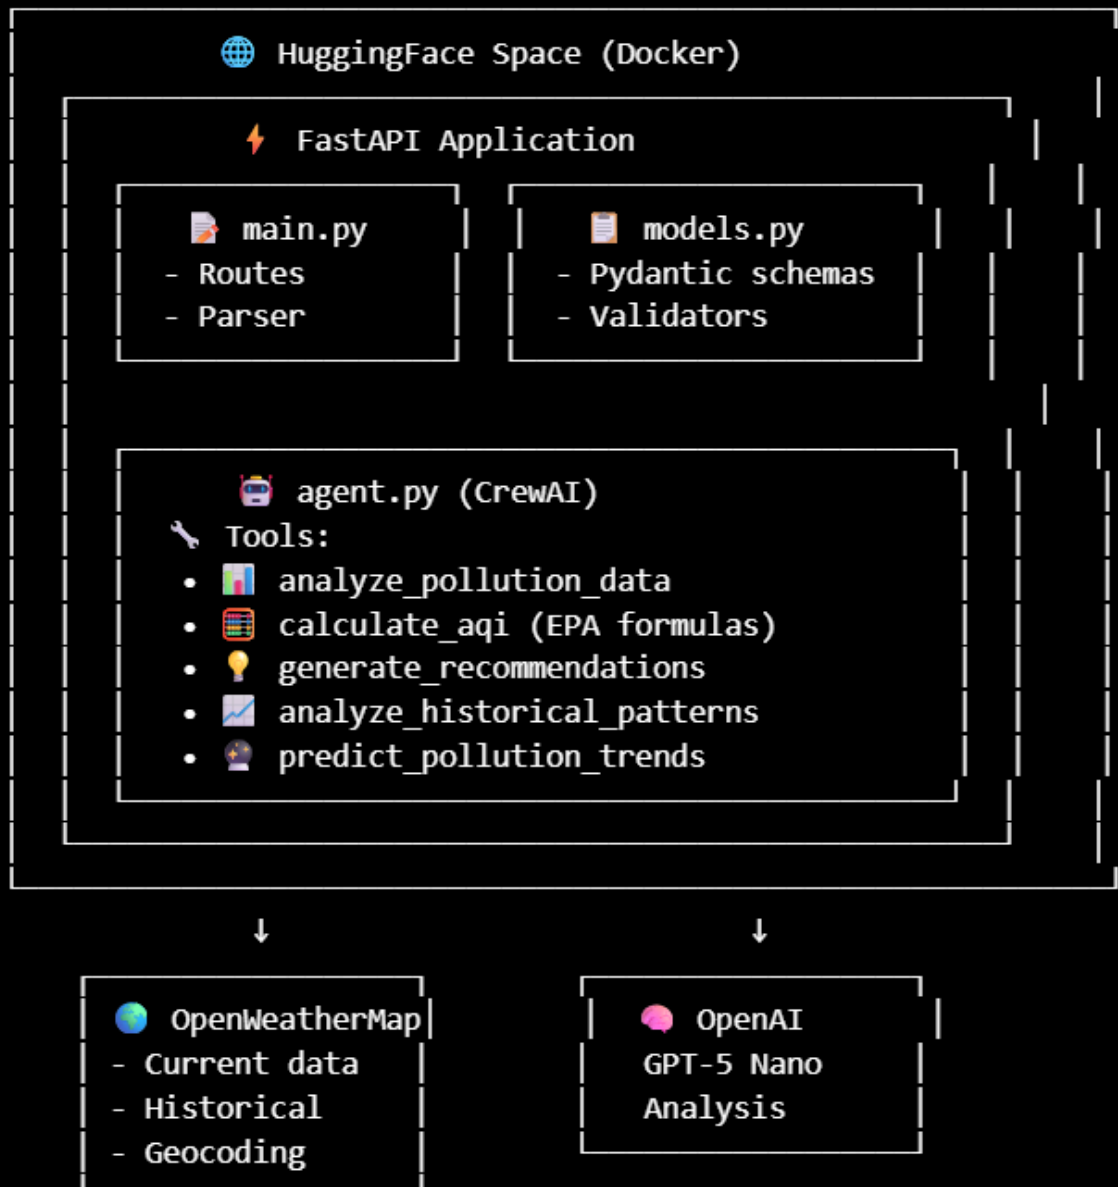 🌐 HuggingFace Space (Docker)
⚡ FastAPI Application
📝 main.py
- Routes
- Parser
📋 models.py
- Pydantic schemas
- Validators
🤖 agent.py (CrewAI)
🔧 Tools:
• 📊 analyze_pollution_data
• 🧮 calculate_aqi (EPA formulas)
• 💡 generate_recommendations
• 📈 analyze_historical_patterns
• 🔮 predict_pollution_trends
↓ ↓
🌍 OpenWeatherMap
- Current data
- Historical
- Geocoding
🧠 OpenAI
GPT-5 Nano
Analysis